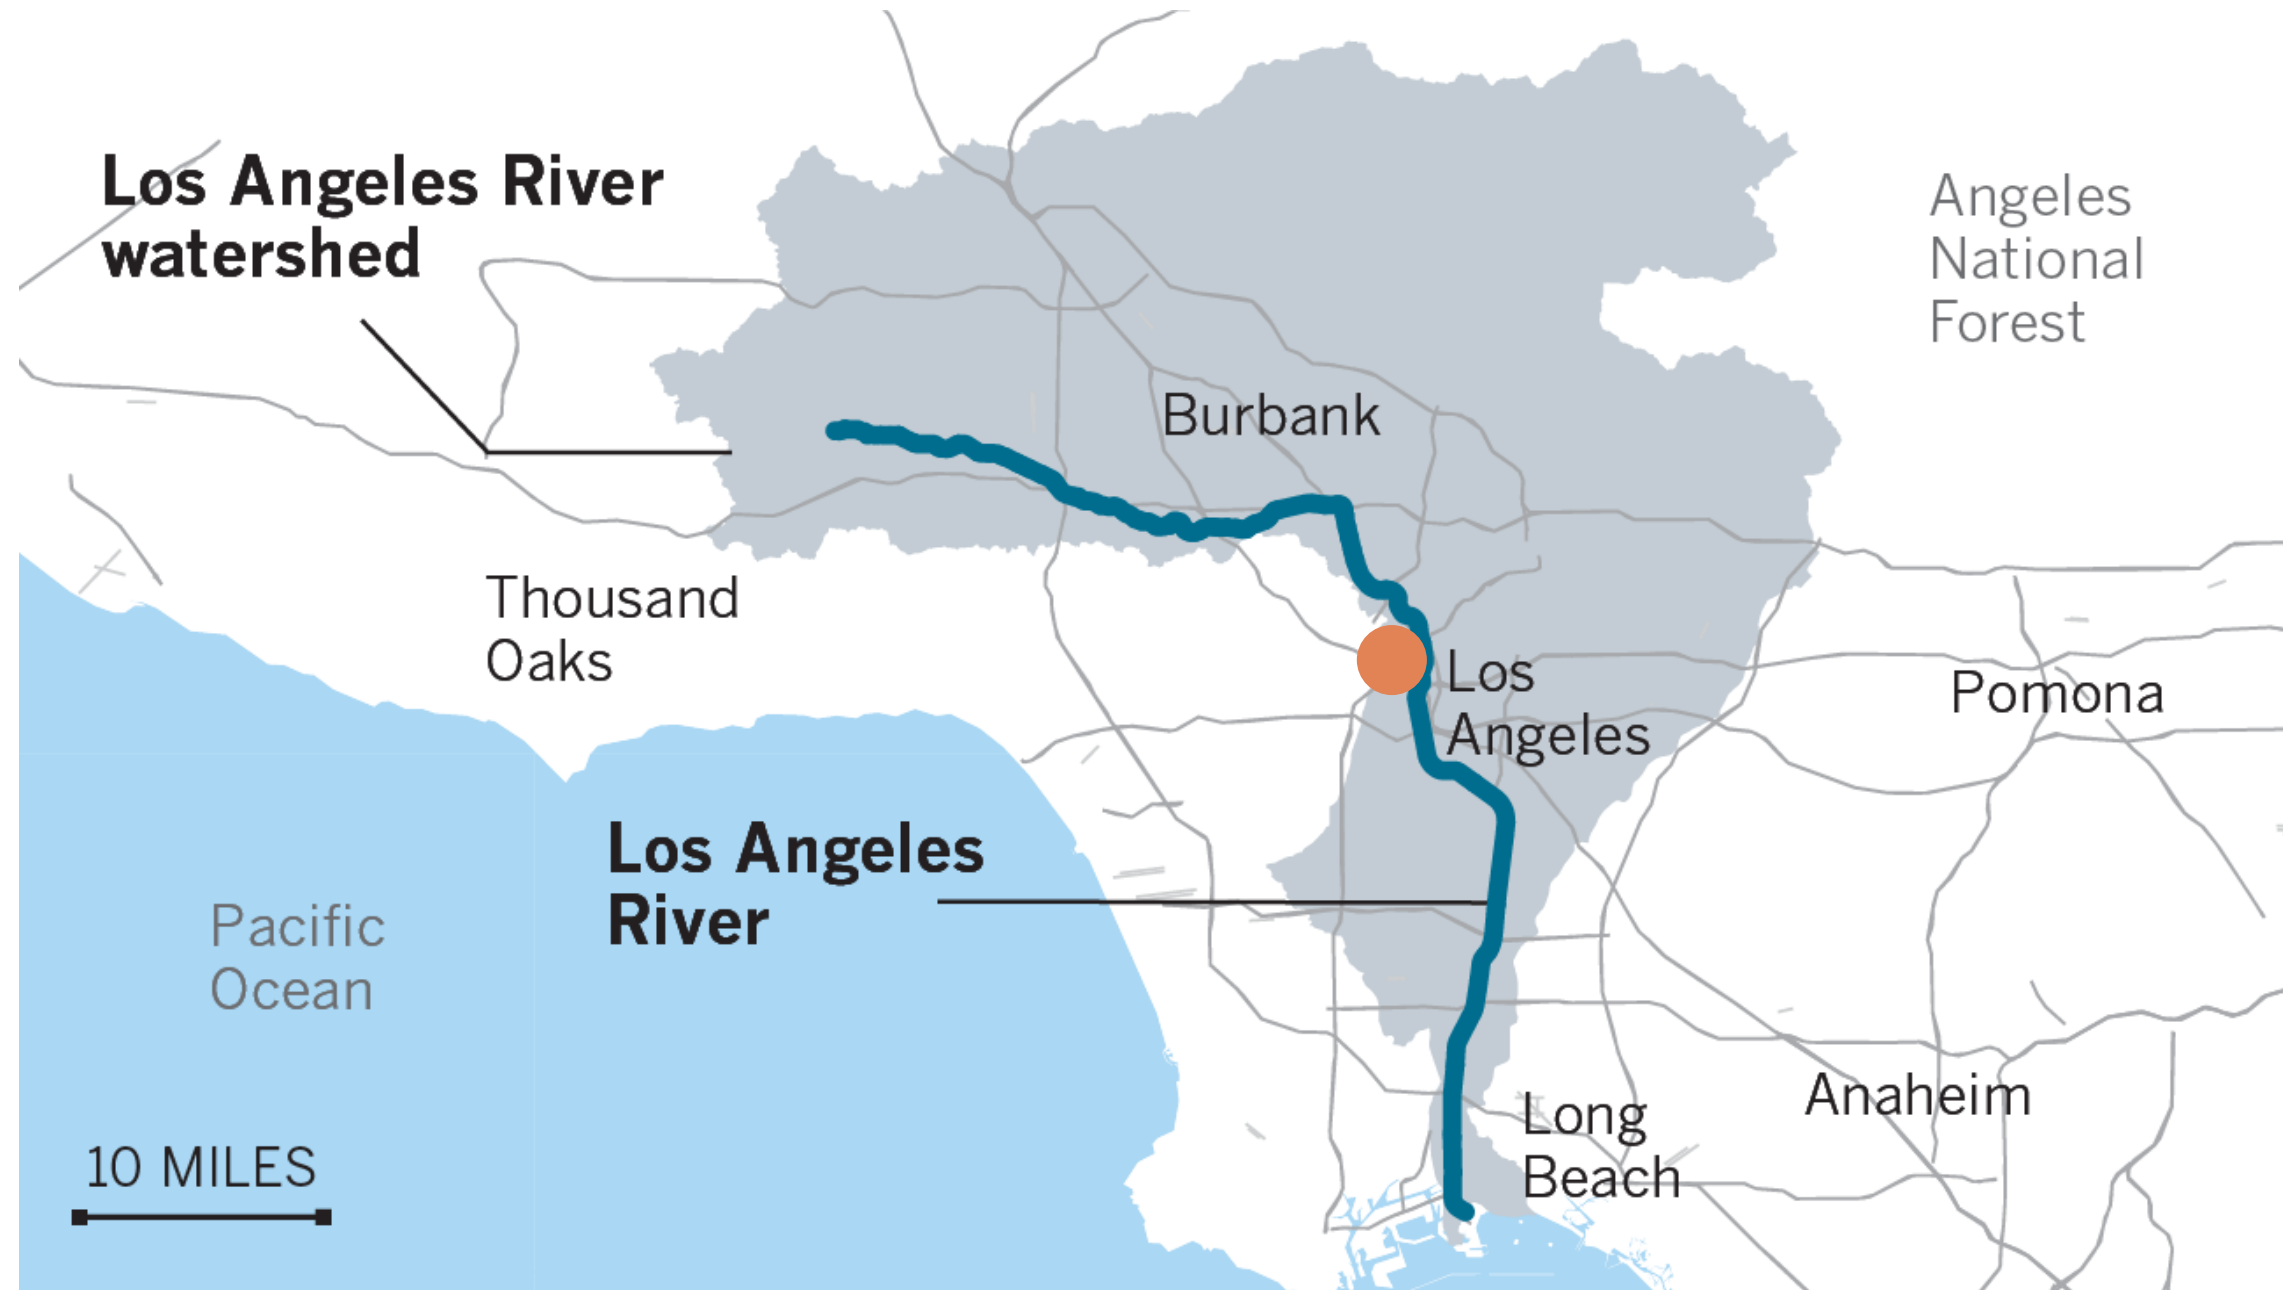 Los Angeles River
watershed
Angeles
National
Forest
Burbank
Thousand
Oaks
Los
Angeles
Pomona
Los Angeles
River
Pacific
Ocean
Anaheim
Long
Beach
10 MILES